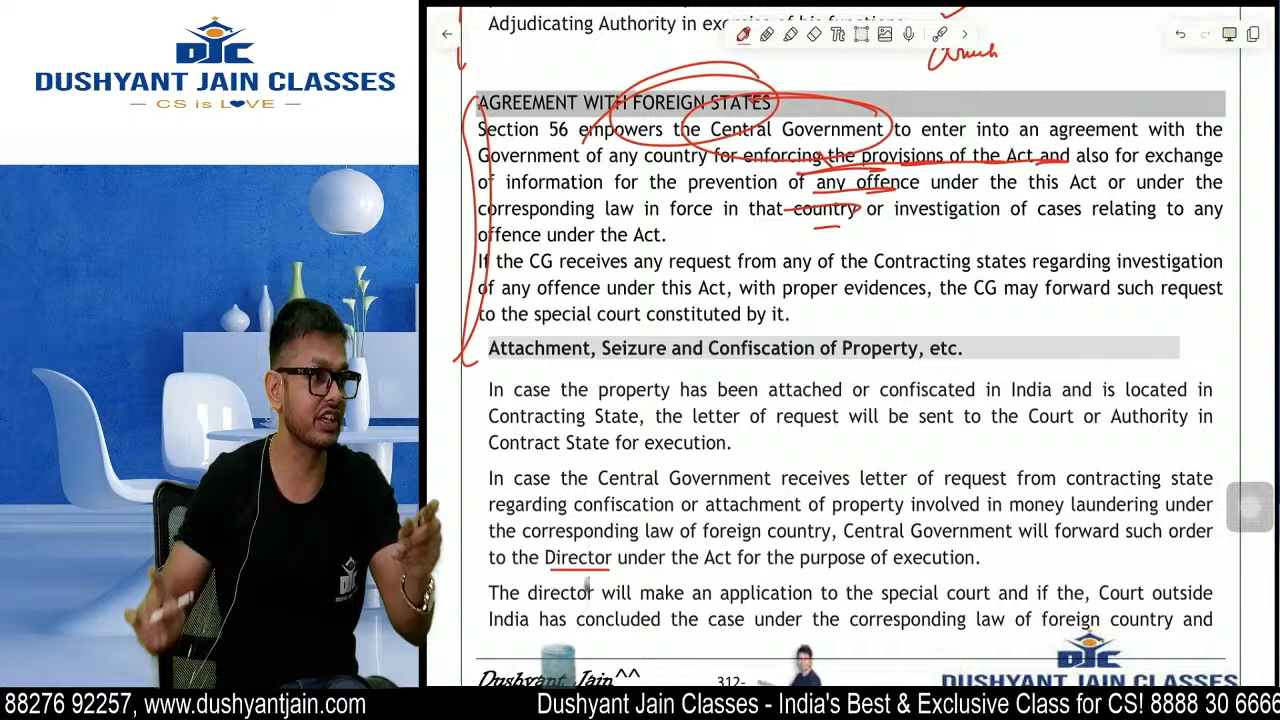 DTC
DUSHYANT JAIN CLASSES
CS is L VE
Adjudicating Authority in exercise of his functions
AGREEMENT WITH FOREIGN STATES
Section 56 empowers the Central Government to enter into an agreement with the
Government of any country for enforcing the provisions of the Act and also for exchange
of information for the prevention of any offence under the this Act or under the
corresponding law in force in that country or investigation of cases relating to any
offence under the Act.
If the CG receives any request from any of the Contracting states regarding investigation
of any offence under this Act, with proper evidences, the CG may forward such request
to the special court constituted by it.
Attachment, Seizure and Confiscation of Property, etc.
In case the property has been attached or confiscated in India and is located in
Contracting State, the letter of request will be sent to the Court or Authority in
Contract State for execution.
In case the Central Government receives letter of request from contracting state
regarding confiscation or attachment of property involved in money laundering under
the corresponding law of foreign country, Central Government will forward such order
to the Director under the Act for the purpose of execution.
The director will make an application to the special court and if the, Court outside
India has concluded the case under the corresponding law of foreign country and
Dushyant Jain^^
312-
DUSHYANT JAIN CLASSES
88276 92257, www.dushyantjain.com
Dushyant Jain Classes - India's Best & Exclusive Class for CS! 8888 30 6666